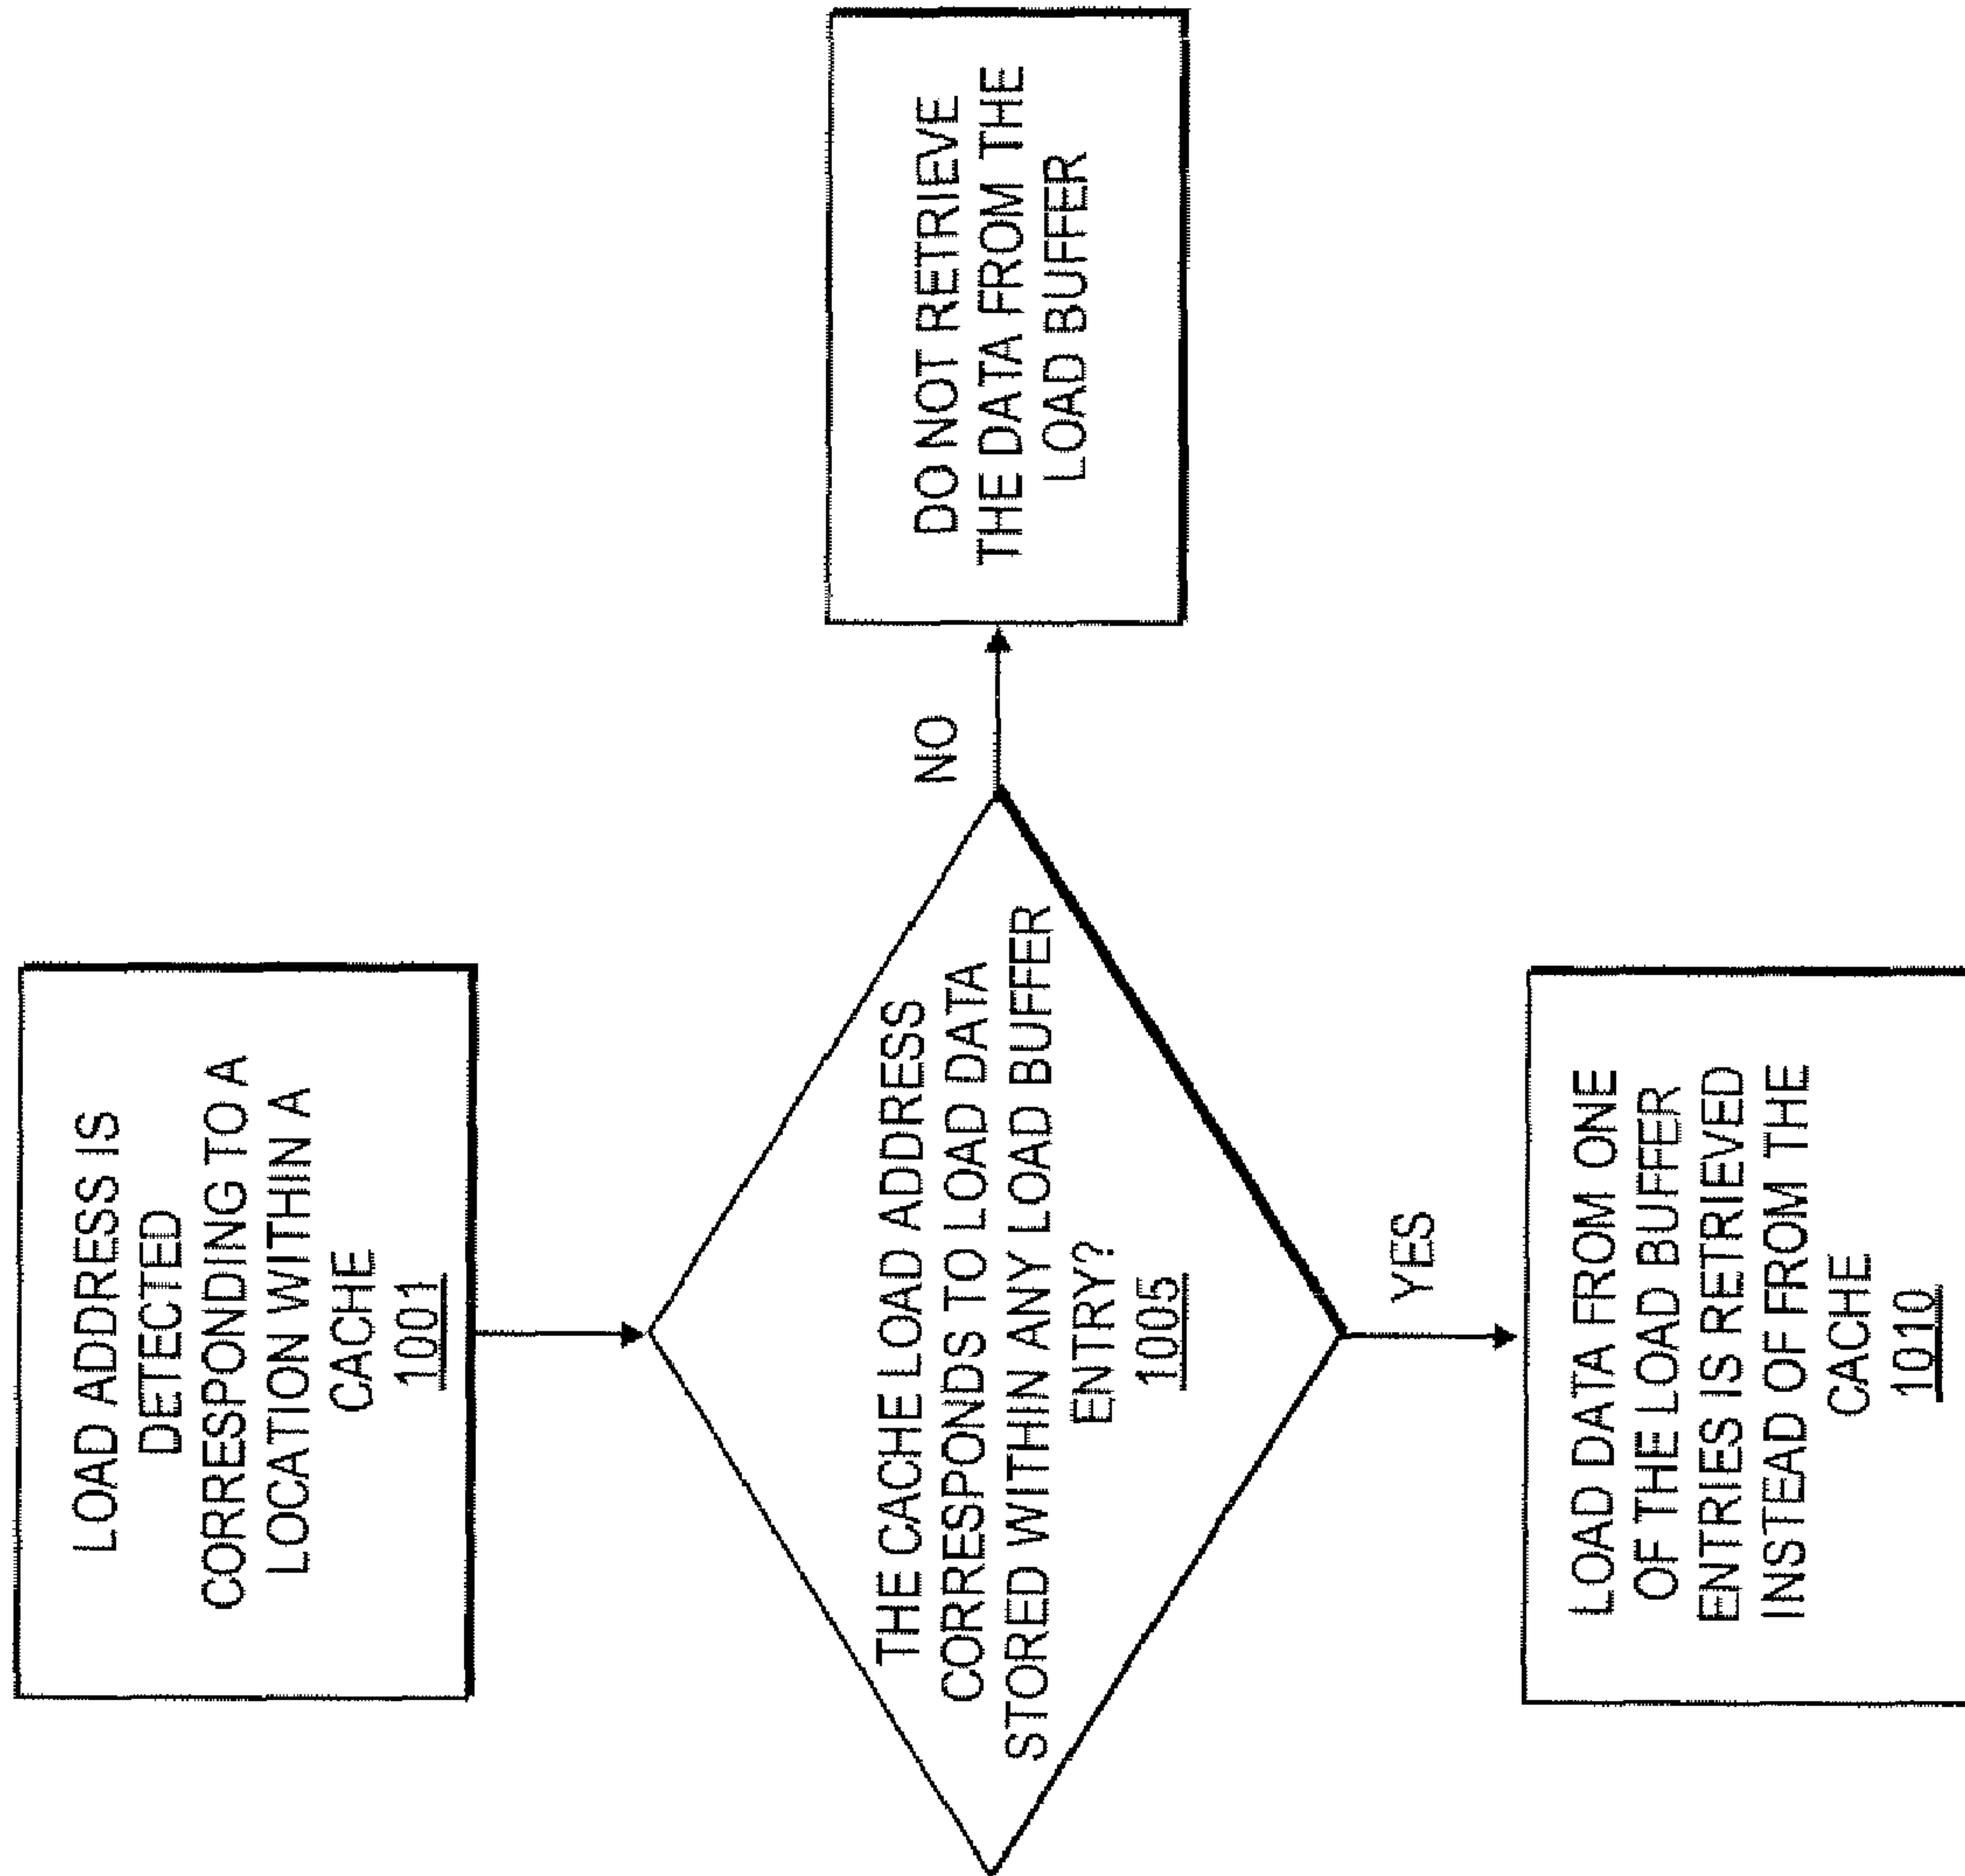 LOAD ADDRESS IS
DETECTED
CORRESPONDING TO A
LOCATION WITHIN A
CACHE
1001
THE CACHE LOAD ADDRESS
CORRESPONDS TO LOAD DATA
STORED WITHIN ANY LOAD BUFFER
ENTRY?
1005
NO
DO NOT RETRIEVE
THE DATA FROM THE
LOAD BUFFER
YES
LOAD DATA FROM ONE
OF THE LOAD BUFFER
ENTRIES IS RETRIEVED
INSTEAD OF FROM THE
CACHE
1010